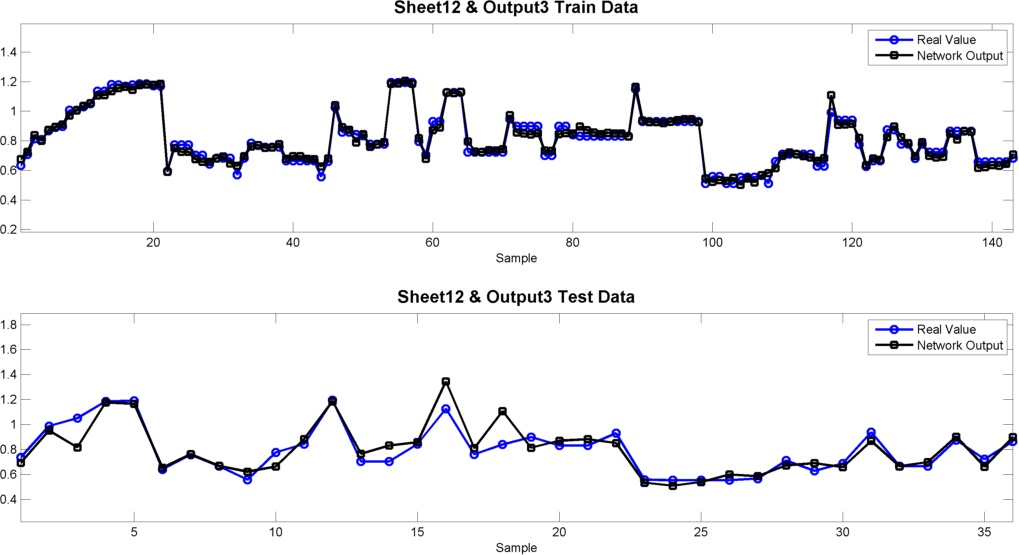 Sheet12 & Output3 Train Data
Real Value
Network Output
1.4
1.2
1
0.8
0.6
0.4
0.2
20 40 60 80 100 120 140
Sample
Sheet12 & Output3 Test Data
Real Value
Network Output
1.8
1.6
1.4
1.2
1
0.8
0.6
0.4
5 10 15 20 25 30 35
Sample